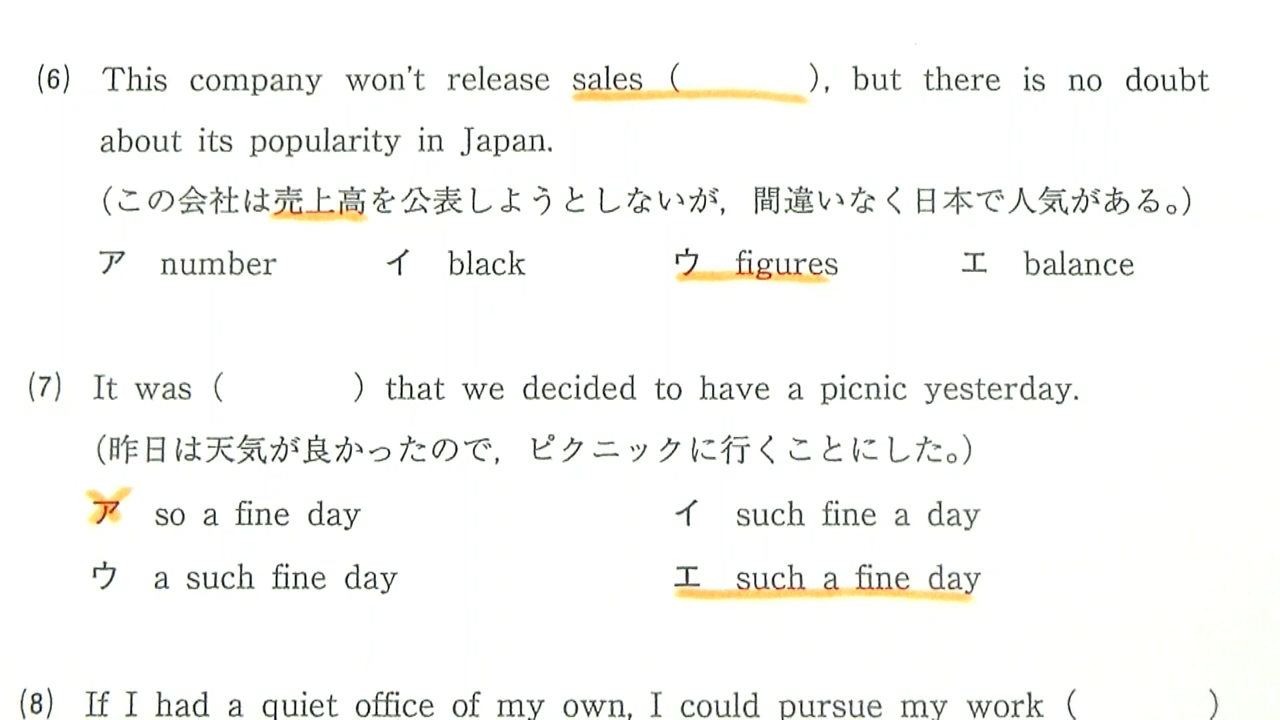 (6) This company won't release sales ( ), but there is no doubt
about its popularity in Japan.
(この会社は売上高を公表しようとしないが，間違いなく日本で人気がある。)
ア number イ black ウ figures エ balance
(7) It was ( ) that we decided to have a picnic yesterday.
(昨日は天気が良かったので，ピクニックに行くことにした。)
ア so a fine day イ such fine a day
ウ a such fine day エ such a fine day
(8) If I had a quiet office of my own, I could pursue my work ( )